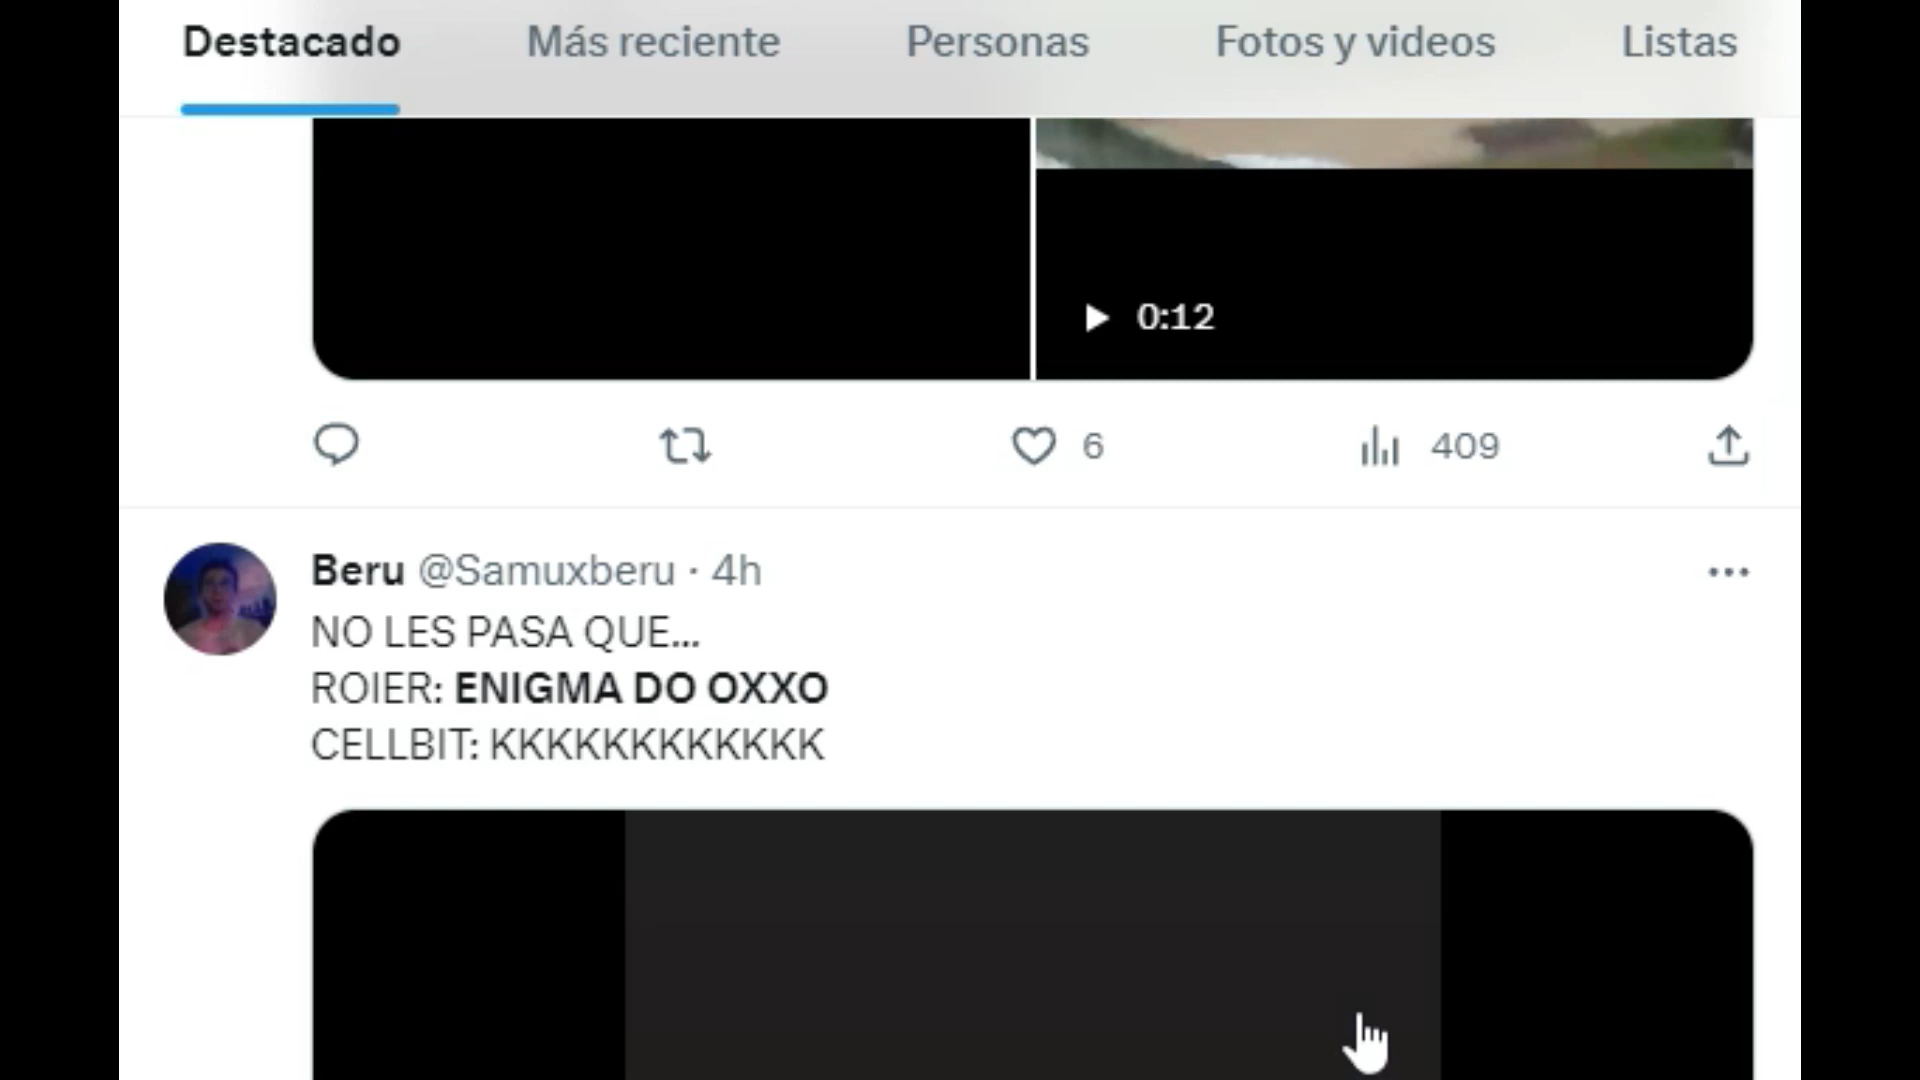 Destacado Más reciente Personas Fotos y videos Listas
0:12
6 409
Beru @Samuxberu · 4h
NO LES PASA QUE...
ROIER: ENIGMA DO OXXO
CELLBIT: KKKKKKKKKKKK